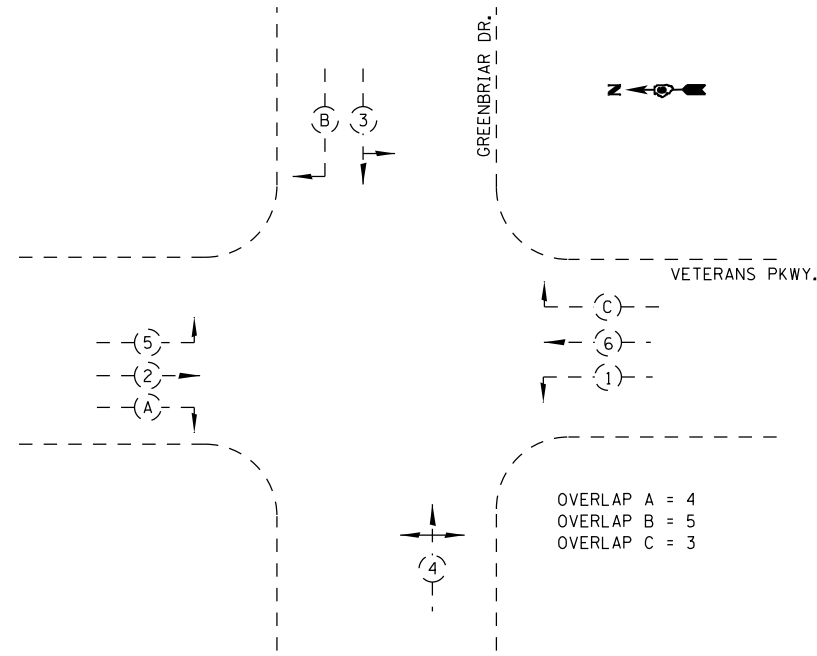 GREENBRIAR DR.
B
3
N
VETERANS PKWY.
5
2
A
C
6
1
4
OVERLAP A = 4
OVERLAP B = 5
OVERLAP C = 3